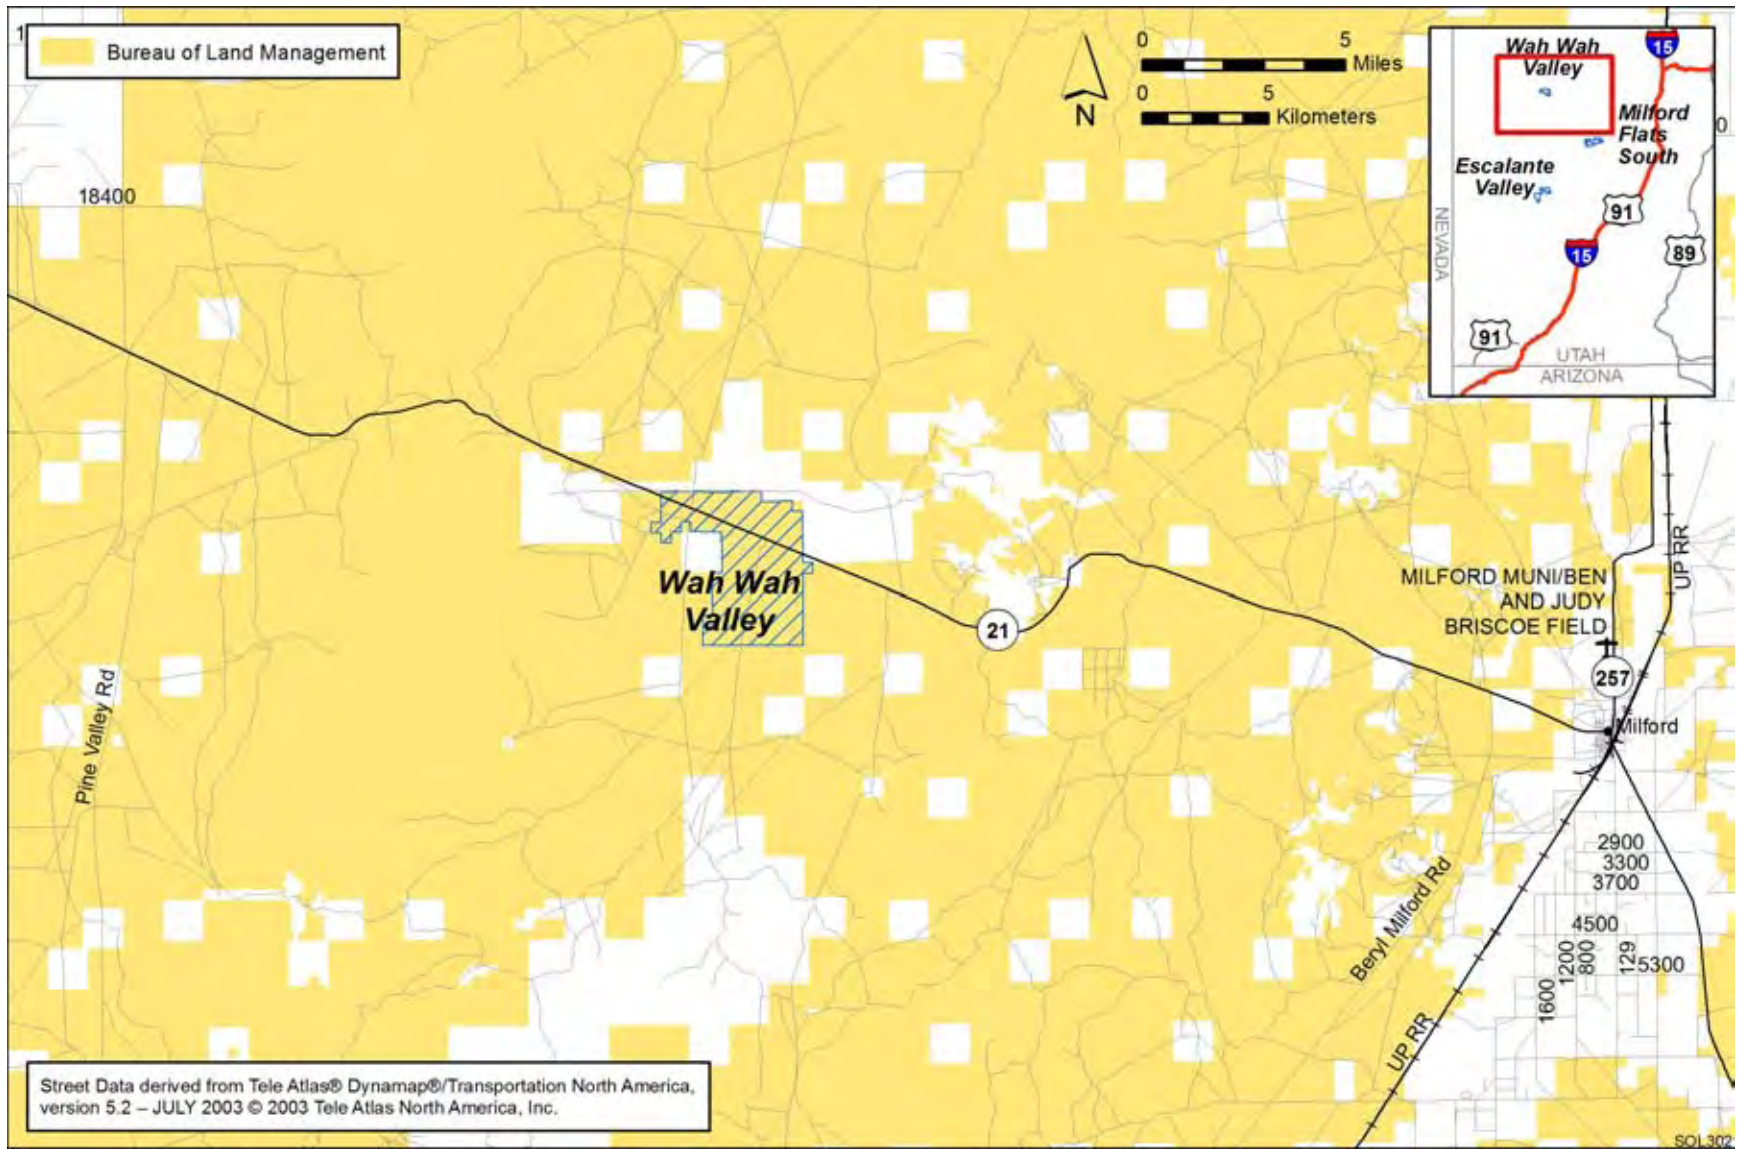 Bureau of Land Management
0 5
Miles
0 5
Kilometers
N
15
Wah Wah
Valley
Milford
Flats
South
Escalante
Valley
91
15
89
NEVADA
91
UTAH
ARIZONA
18400
Wah Wah
Valley
21
MILFORD MUNI/BEN
AND JUDY
BRISCOE FIELD
UP RR
257
Milford
Pine Valley Rd
2900
3300
3700
4500
5300
1200
800
129
1600
Beryl Milford Rd
UP RR
Street Data derived from Tele Atlas® Dynamap®/Transportation North America,
version 5.2 – JULY 2003 © 2003 Tele Atlas North America, Inc.
SOL302